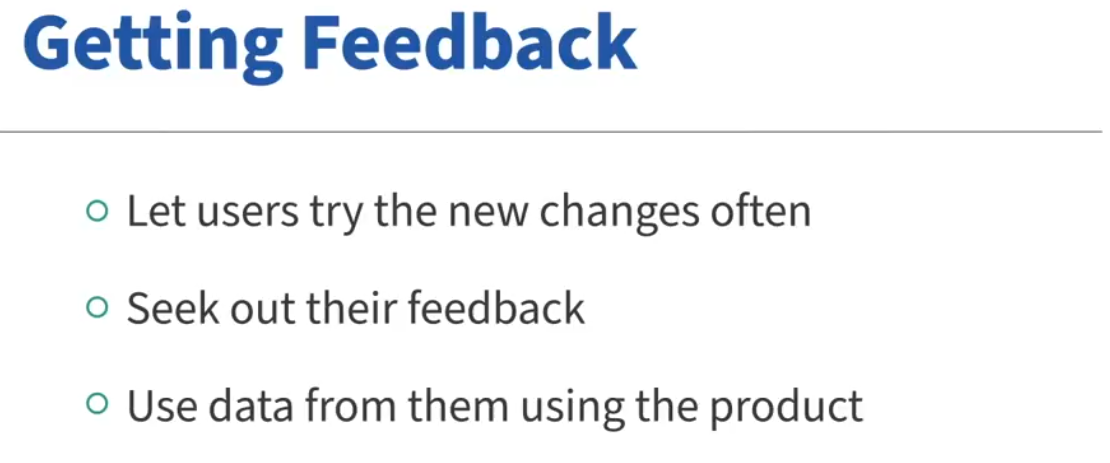 Getting Feedback
Let users try the new changes often
Seek out their feedback
Use data from them using the product